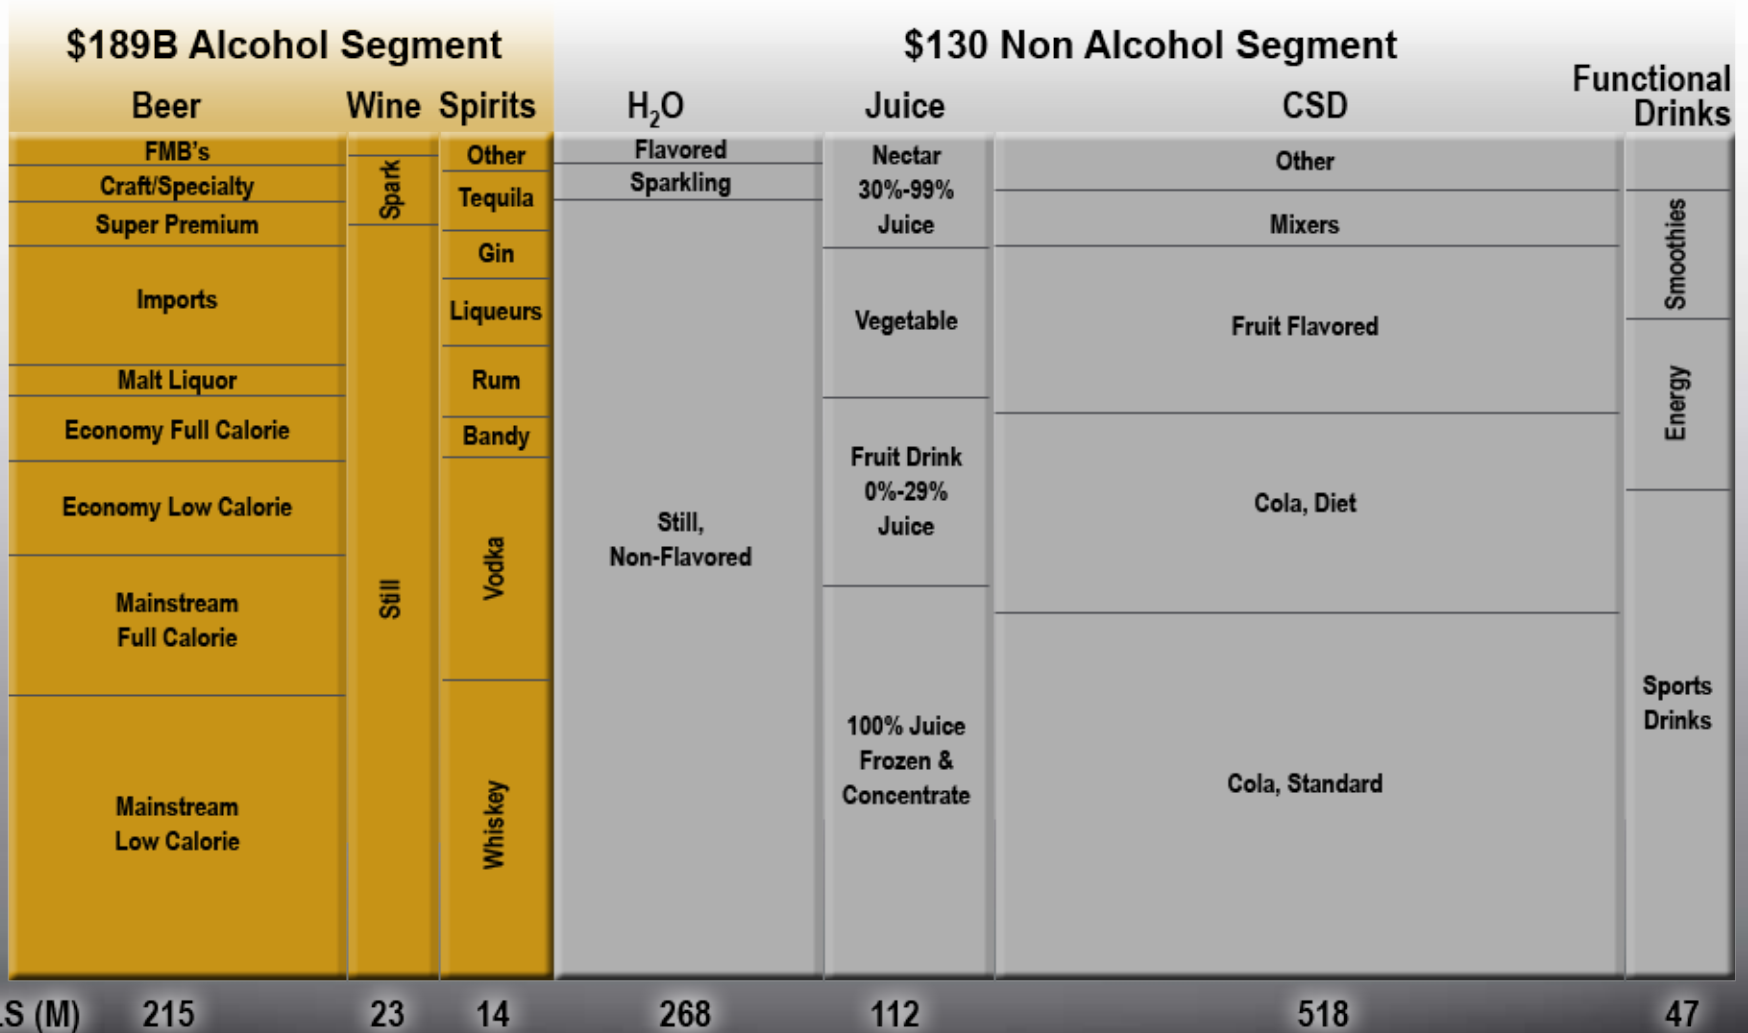 $189B Alcohol Segment
$130 Non Alcohol Segment
Beer
Wine
Spirits
H₂O
Juice
CSD
Functional
Drinks
FMB's
Craft/Specialty
Super Premium
Imports
Malt Liquor
Economy Full Calorie
Economy Low Calorie
Mainstream
Full Calorie
Mainstream
Low Calorie
Spark
Still
Other
Tequila
Gin
Liqueurs
Rum
Bandy
Vodka
Whiskey
Flavored
Sparkling
Still,
Non-Flavored
Nectar
30%-99%
Juice
Vegetable
Fruit Drink
0%-29%
Juice
100% Juice
Frozen &
Concentrate
Other
Mixers
Fruit Flavored
Cola, Diet
Cola, Standard
Smoothies
Energy
Sports
Drinks
(M)
215
23
14
268
112
518
47